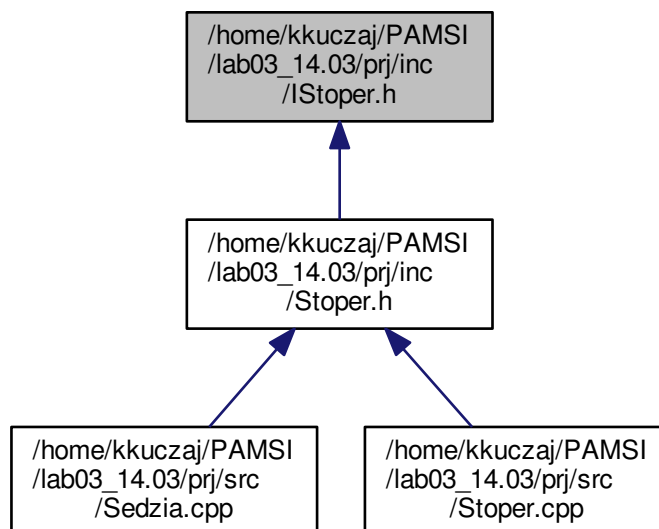 /home/kkuczaj/PAMSI
/lab03_14.03/prj/inc
/IStoper.h
/home/kkuczaj/PAMSI
/lab03_14.03/prj/inc
/Stoper.h
/home/kkuczaj/PAMSI
/lab03_14.03/prj/src
/Sedzia.cpp
/home/kkuczaj/PAMSI
/lab03_14.03/prj/src
/Stoper.cpp